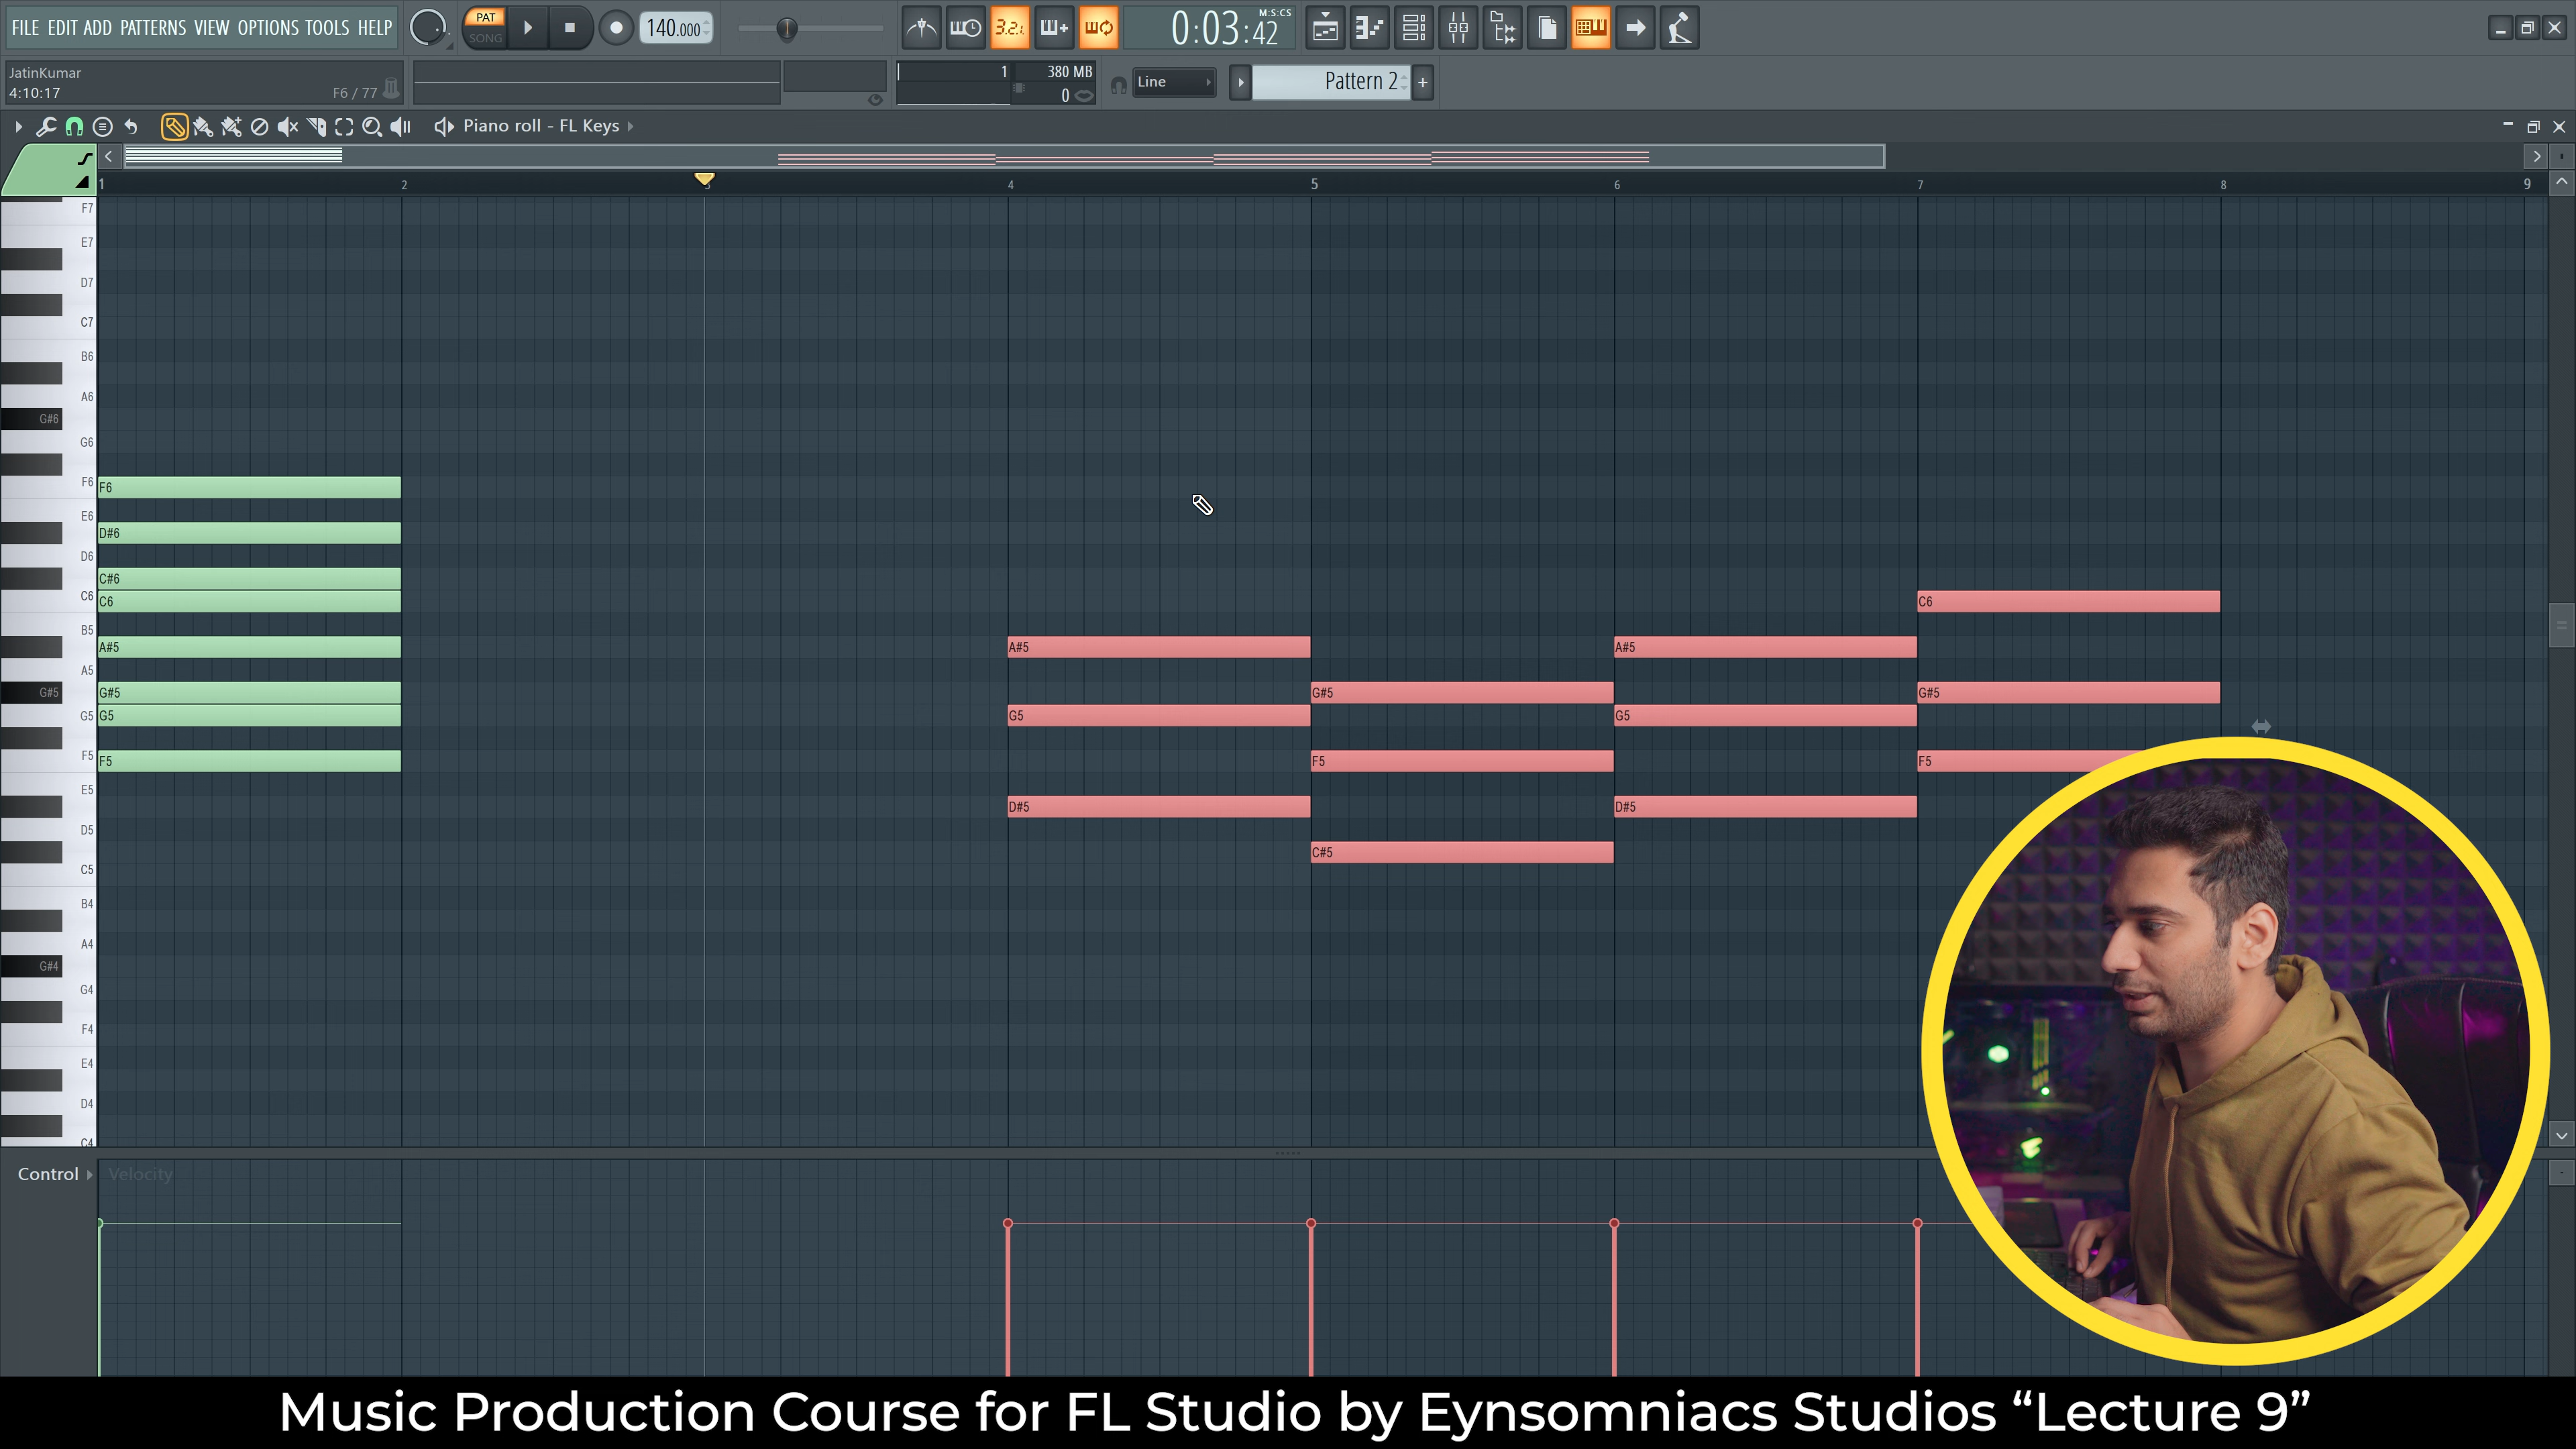 FILE EDIT ADD PATTERNS VIEW OPTIONS TOOLS HELP
PAT
SONG
140.000
3.2.
0:03:42
M:S:CS
JatinKumar
4:10:17
F6 / 77
1
380 MB
0
Line
Pattern 2
Piano roll - FL Keys
1 2 4 5 6 7 8 9
F7
E7
D7
C7
B6
A6
G#6
G6
F6
F6
E6
D#6
D6
C#6
C6
C6
C6
B5
A#5
A#5
A#5
A5
G#5
G#5
G#5
G#5
G5
G5
G5
G5
F5
F5
F5
F5
E5
D#5
D#5
D5
C#5
C5
B4
A4
G#4
G4
F4
E4
D4
C4
Control
Velocity
Music Production Course for FL Studio by Eynsomniacs Studios “Lecture 9”